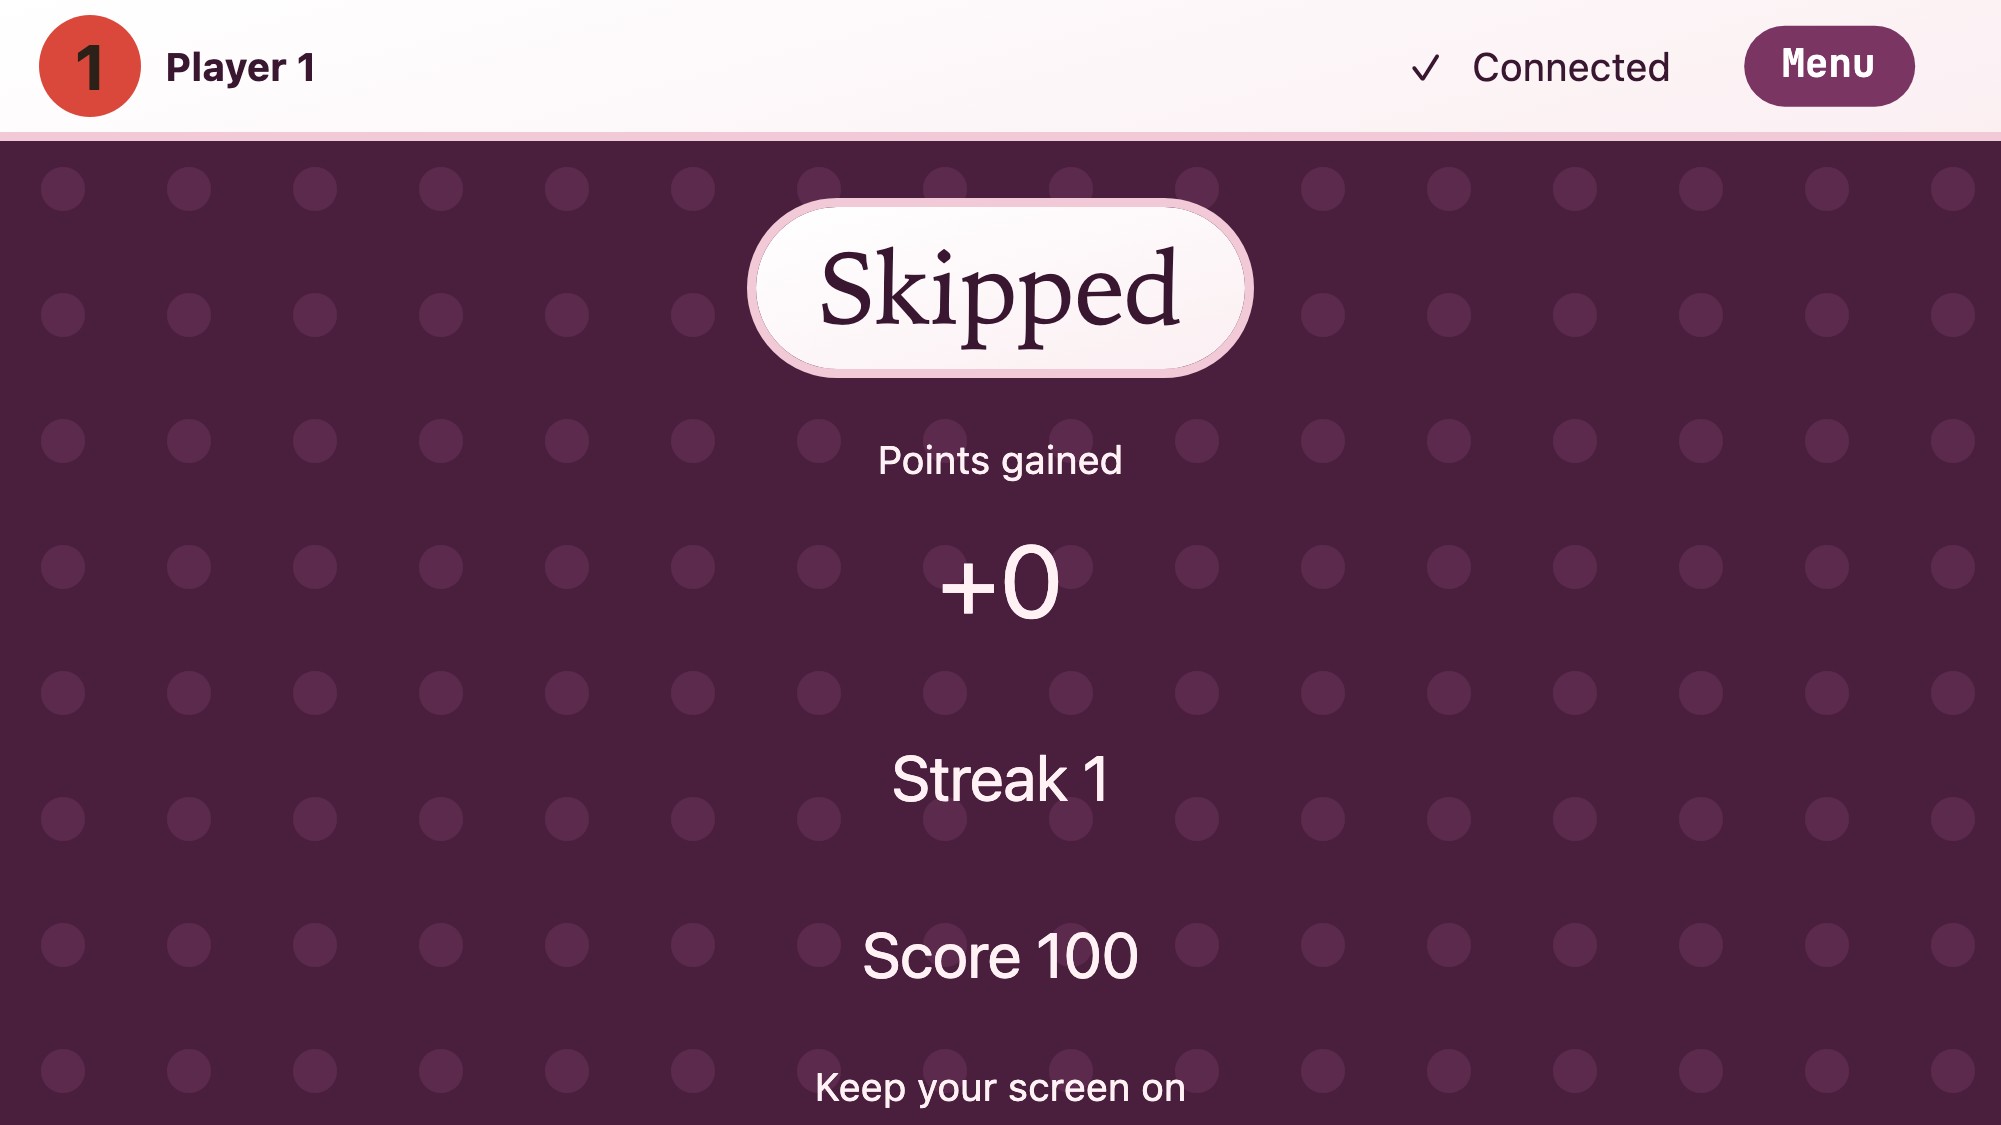 1 Player 1 ✓ Connected Menu
Skipped
Points gained
+0
Streak 1
Score 100
Keep your screen on